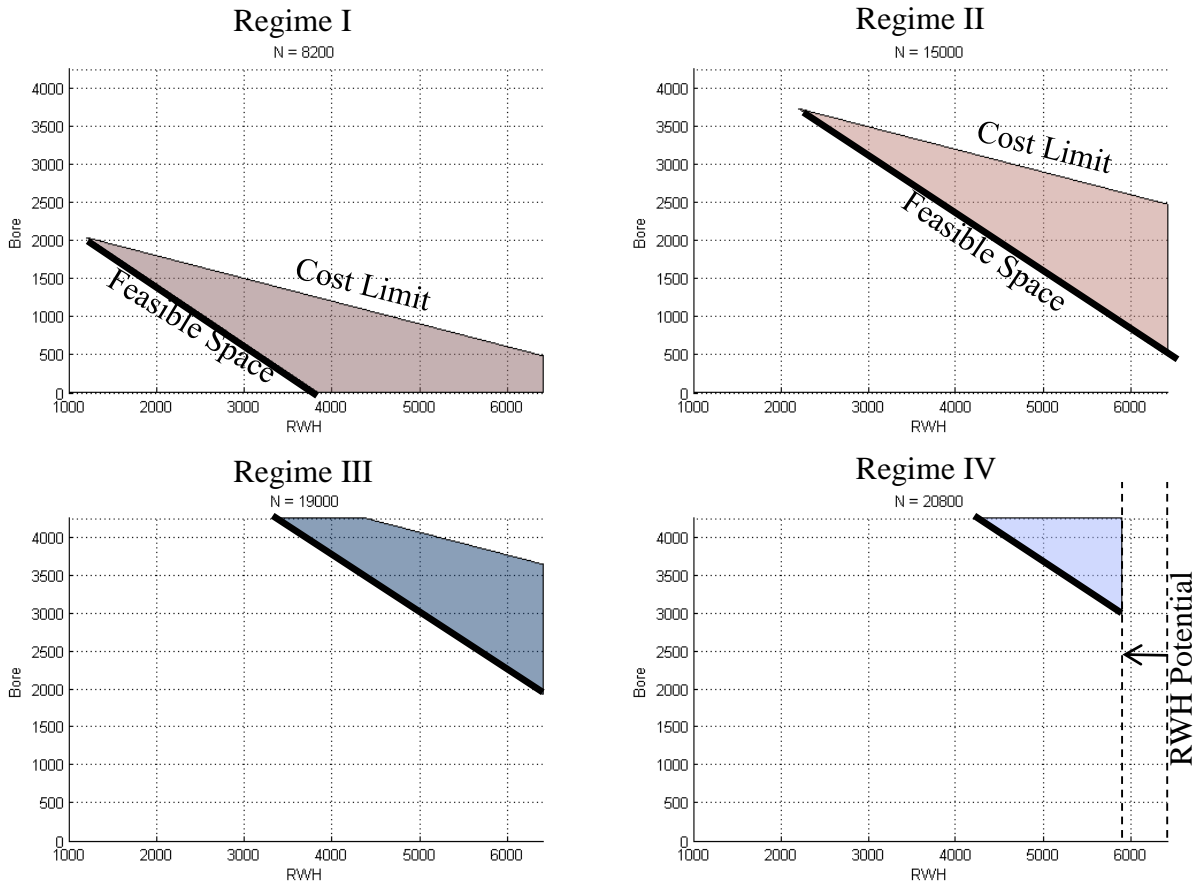 Regime I
N = 8200
4000
3500
3000
2500
2000
1500
1000
500
0
Bore
Cost Limit
Feasible Space
1000 2000 3000 4000 5000 6000
RWH
Regime II
N = 15000
4000
3500
3000
2500
2000
1500
1000
500
0
Bore
Cost Limit
Feasible Space
1000 2000 3000 4000 5000 6000
RWH
Regime III
N = 19000
4000
3500
3000
2500
2000
1500
1000
500
0
Bore
1000 2000 3000 4000 5000 6000
RWH
Regime IV
N = 20800
4000
3500
3000
2500
2000
1500
1000
500
0
Bore
RWH Potential
1000 2000 3000 4000 5000 6000
RWH